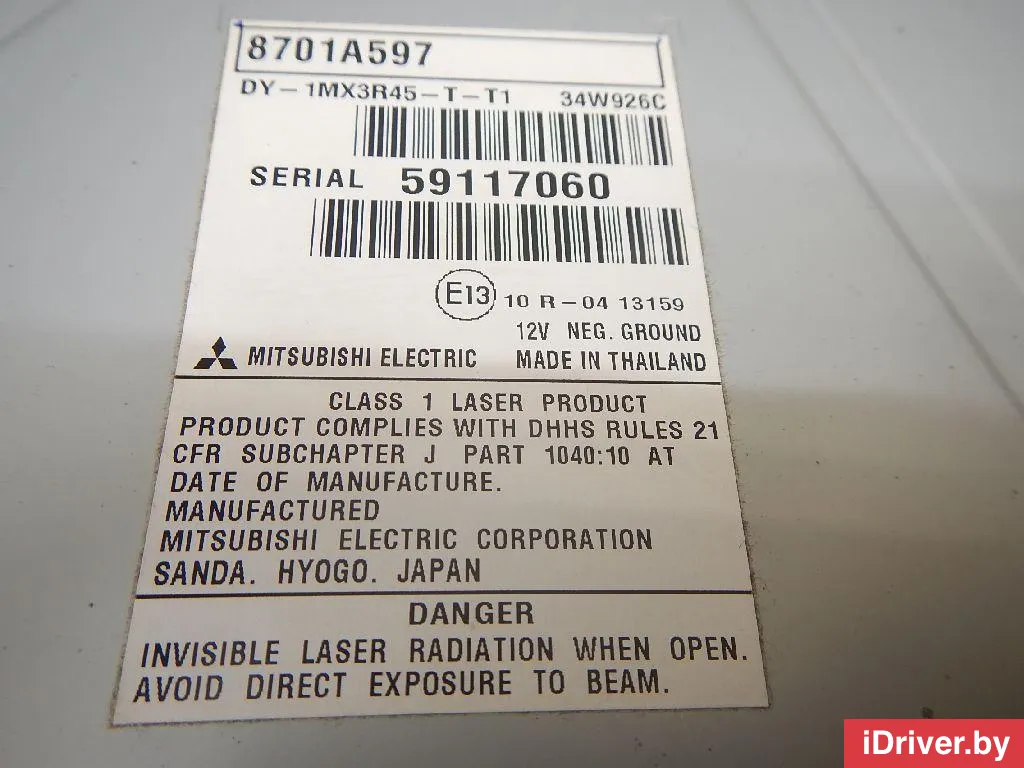 8701A597
DY-1MX3R45-T-T1 34W926C
SERIAL 59117060
E13 10 R-04 13159
12V NEG. GROUND
MITSUBISHI ELECTRIC MADE IN THAILAND
CLASS 1 LASER PRODUCT
PRODUCT COMPLIES WITH DHHS RULES 21
CFR SUBCHAPTER J PART 1040:10 AT
DATE OF MANUFACTURE.
MANUFACTURED
MITSUBISHI ELECTRIC CORPORATION
SANDA. HYOGO. JAPAN
DANGER
INVISIBLE LASER RADIATION WHEN OPEN.
AVOID DIRECT EXPOSURE TO BEAM.
iDriver.by